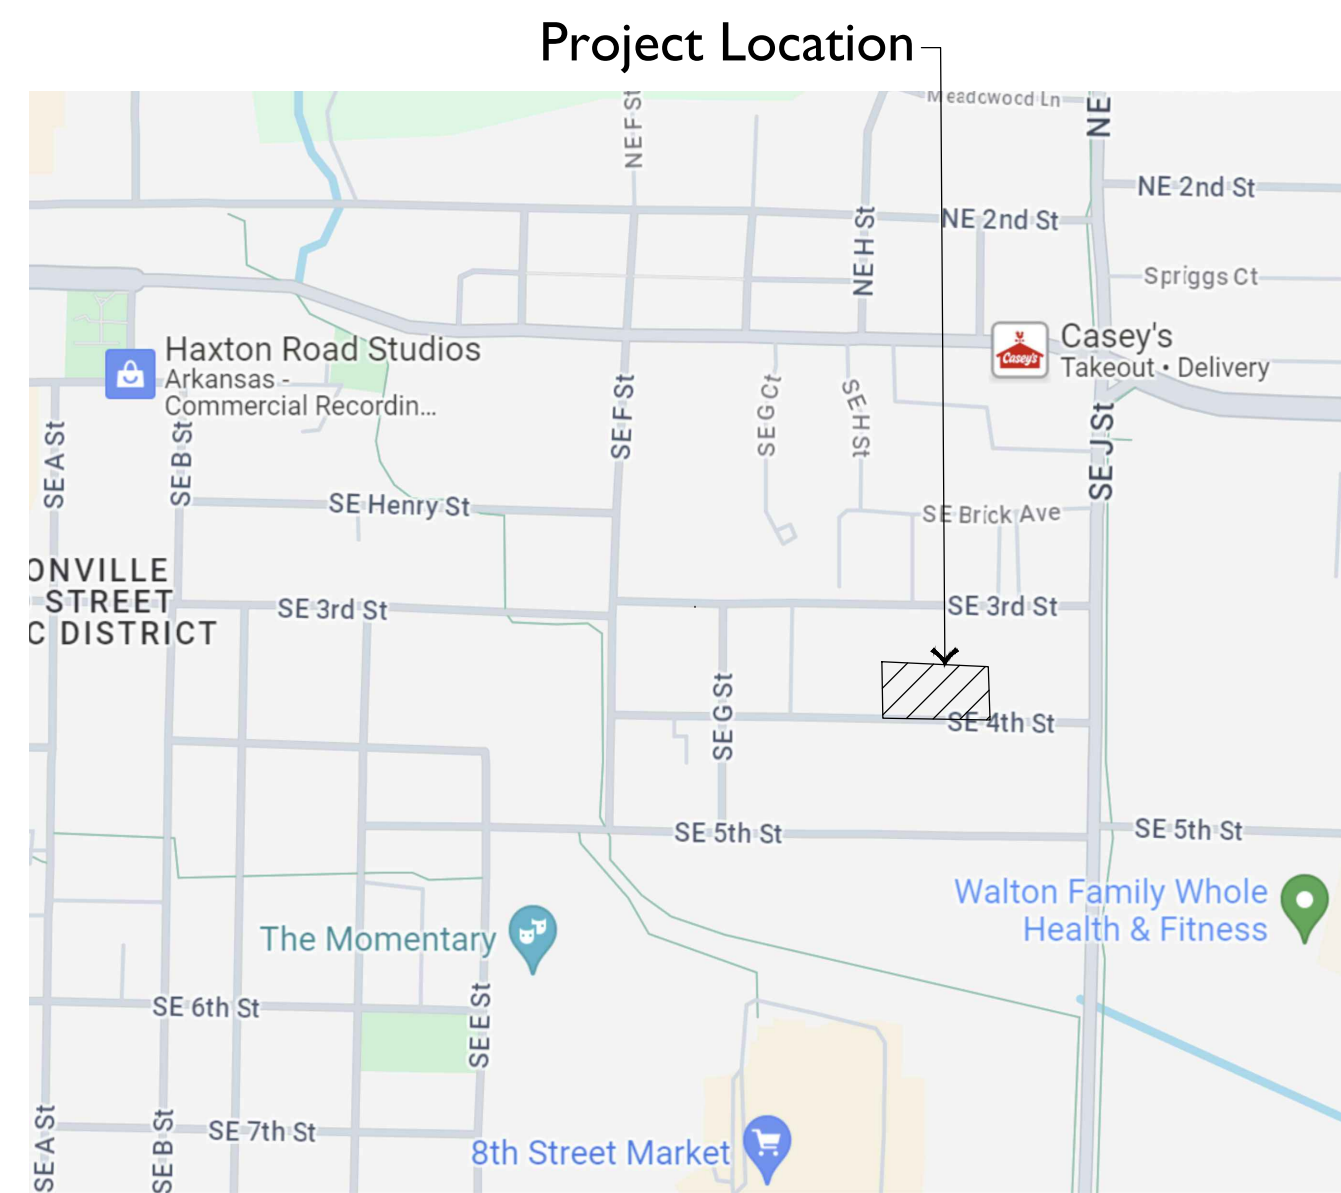 Project Location
Meadowood Ln
NE
NE F St
NE 2nd St
NE 2nd St
NE H St
Spriggs Ct
Casey's
Casey's
Takeout • Delivery
Haxton Road Studios
Arkansas -
Commercial Recordin...
SE A St
SE B St
SE F St
SE G Ct
SE H St
SE J St
SE Henry St
SE Brick Ave
ONVILLE
STREET
C DISTRICT
SE 3rd St
SE 3rd St
SE G St
SE 4th St
SE 5th St
SE 5th St
Walton Family Whole
Health & Fitness
The Momentary
SE 6th St
SE E St
SE A St
SE B St
SE 7th St
8th Street Market